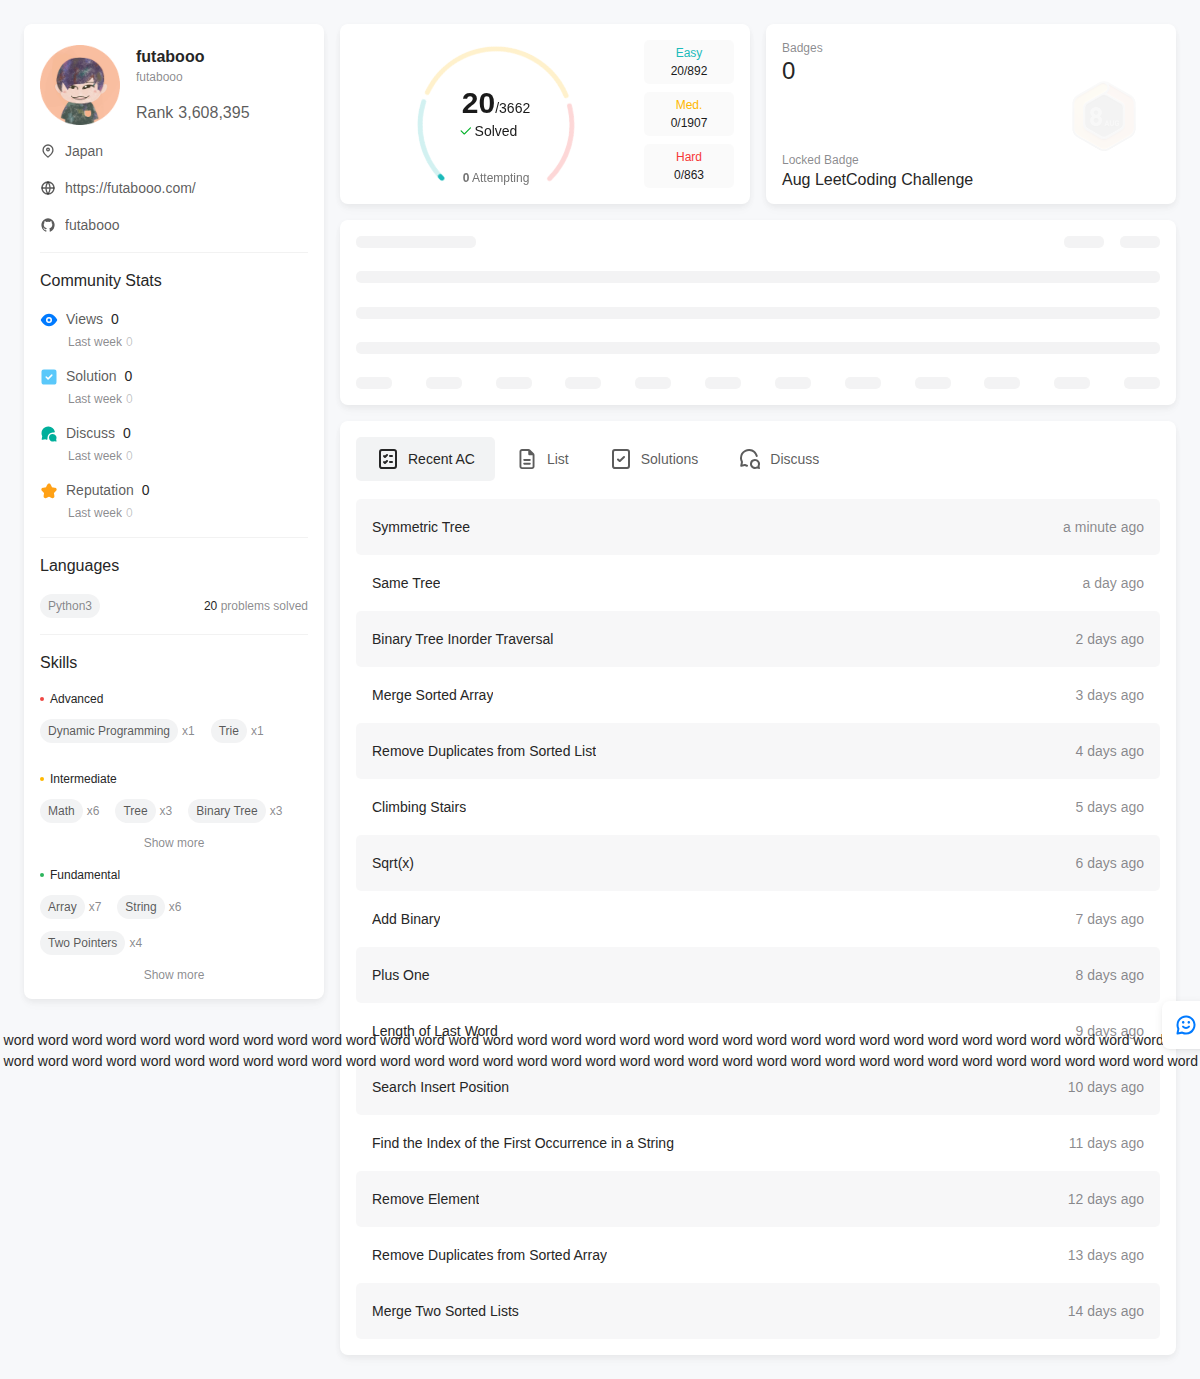 futabooo
futabooo
Rank 3,608,395
Japan
https://futabooo.com/
futabooo
Community Stats
Views 0
Last week 0
Solution 0
Last week 0
Discuss 0
Last week 0
Reputation 0
Last week 0
Languages
Python3 20 problems solved
Skills
Advanced
Dynamic Programming x1 Trie x1
Intermediate
Math x6 Tree x3 Binary Tree x3
Show more
Fundamental
Array x7 String x6
Two Pointers x4
Show more
20/3662
Solved
0 Attempting
Easy
20/892
Med.
0/1907
Hard
0/863
Badges
0
Locked Badge
Aug LeetCoding Challenge
Recent AC List Solutions Discuss
Symmetric Tree a minute ago
Same Tree a day ago
Binary Tree Inorder Traversal 2 days ago
Merge Sorted Array 3 days ago
Remove Duplicates from Sorted List 4 days ago
Climbing Stairs 5 days ago
Sqrt(x) 6 days ago
Add Binary 7 days ago
Plus One 8 days ago
Length of Last Word 9 days ago
word word word word word word word word word word word word word word word word word word word word word word word word word word word word word word word word word word
word word word word word word word word word word word word word word word word word word word word word word word word word word word word word word word word word word word
Search Insert Position 10 days ago
Find the Index of the First Occurrence in a String 11 days ago
Remove Element 12 days ago
Remove Duplicates from Sorted Array 13 days ago
Merge Two Sorted Lists 14 days ago